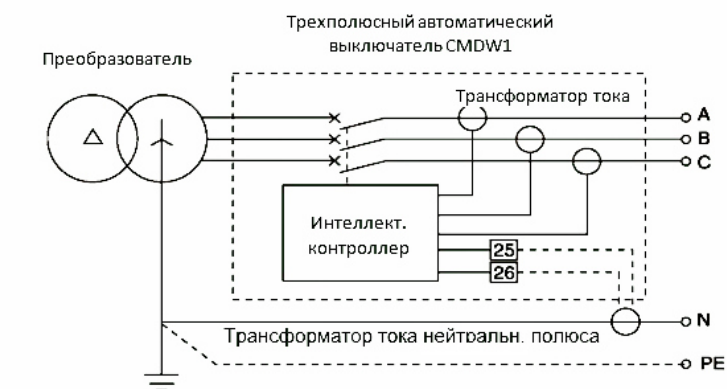 Трехполюсный автоматический
выключатель CMDW1
Преобразователь
Трансформатор тока
A
B
C
Интеллект.
контроллер
25
26
N
Трансформатор тока нейтральн. полюса
PE